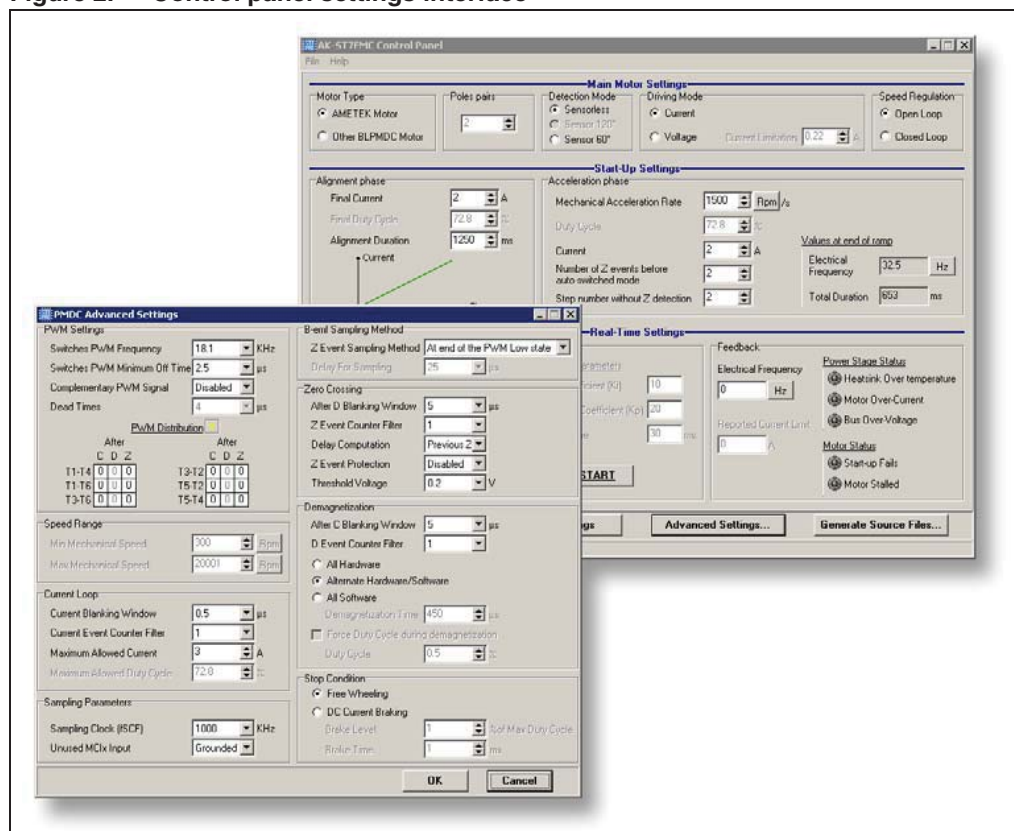 Figure 2. Control panel settings interface
AK-ST7FMC Control Panel
File Help
Main Motor Settings
Motor Type
AMETEK Motor
Other BLPMDC Motor
Poles pairs
2
Detection Mode
Sensorless
Sensor 120°
Sensor 60°
Driving Mode
Current
Voltage
Current Limitation 0.22 A
Speed Regulation
Open Loop
Closed Loop
Start-Up Settings
Alignment phase
Final Current 2 A
Final Duty Cycle 72.8 %
Alignment Duration 1250 ms
Current
Acceleration phase
Mechanical Acceleration Rate 1500 Rpm /s
Duty Cycle 72.8 %
Current 2 A
Number of Z events before
auto switched mode 2
Step number without Z detection 2
Values at end of ramp
Electrical
Frequency 32.5 Hz
Total Duration 653 ms
Real-Time Settings
10
Coefficient (Kp) 20
30 ms
START
Feedback
Electrical Frequency
0 Hz
Reported Current Limit
0 A
Power Stage Status
Heatsink Over temperature
Motor Over-Current
Bus Over-Voltage
Motor Status
Start-up Fails
Motor Stalled
gs
Advanced Settings...
Generate Source Files...
PMDC Advanced Settings
PWM Settings
Switches PWM Frequency 18.1 KHz
Switches PWM Minimum Off Time 2.5 µs
Complementary PWM Signal Disabled
Dead Times 4 µs
PWM Distribution
After After
C D Z C D Z
T1-T4 0 0 0 T3-T2 0 0 0
T1-T6 0 0 0 T5-T2 0 0 0
T3-T6 0 0 0 T5-T4 0 0 0
Speed Range
Min Mechanical Speed 300 Rpm
Max Mechanical Speed 20001 Rpm
Current Loop
Current Blanking Window 0.5 µs
Current Event Counter Filter 1
Maximum Allowed Current 3 A
Maximum Allowed Duty Cycle 72.8 %
Sampling Parameters
Sampling Clock (fSCF) 1000 KHz
Unused MCIx Input Grounded
B-emf Sampling Method
Z Event Sampling Method At end of the PWM Low state
Delay For Sampling 25 µs
Zero Crossing
After D Blanking Window 5 µs
Z Event Counter Filter 1
Delay Computation Previous Z
Z Event Protection Disabled
Threshold Voltage 0.2 V
Demagnetization
After C Blanking Window 5 µs
D Event Counter Filter 1
All Hardware
Alternate Hardware/Software
All Software
Demagnetization Time 450 µs
Force Duty Cycle during demagnetization
Duty Cycle 0.5 %
Stop Condition
Free Wheeling
DC Current Braking
Brake Level 1 % of Max Duty Cycle
Brake Time 1 ms
OK
Cancel